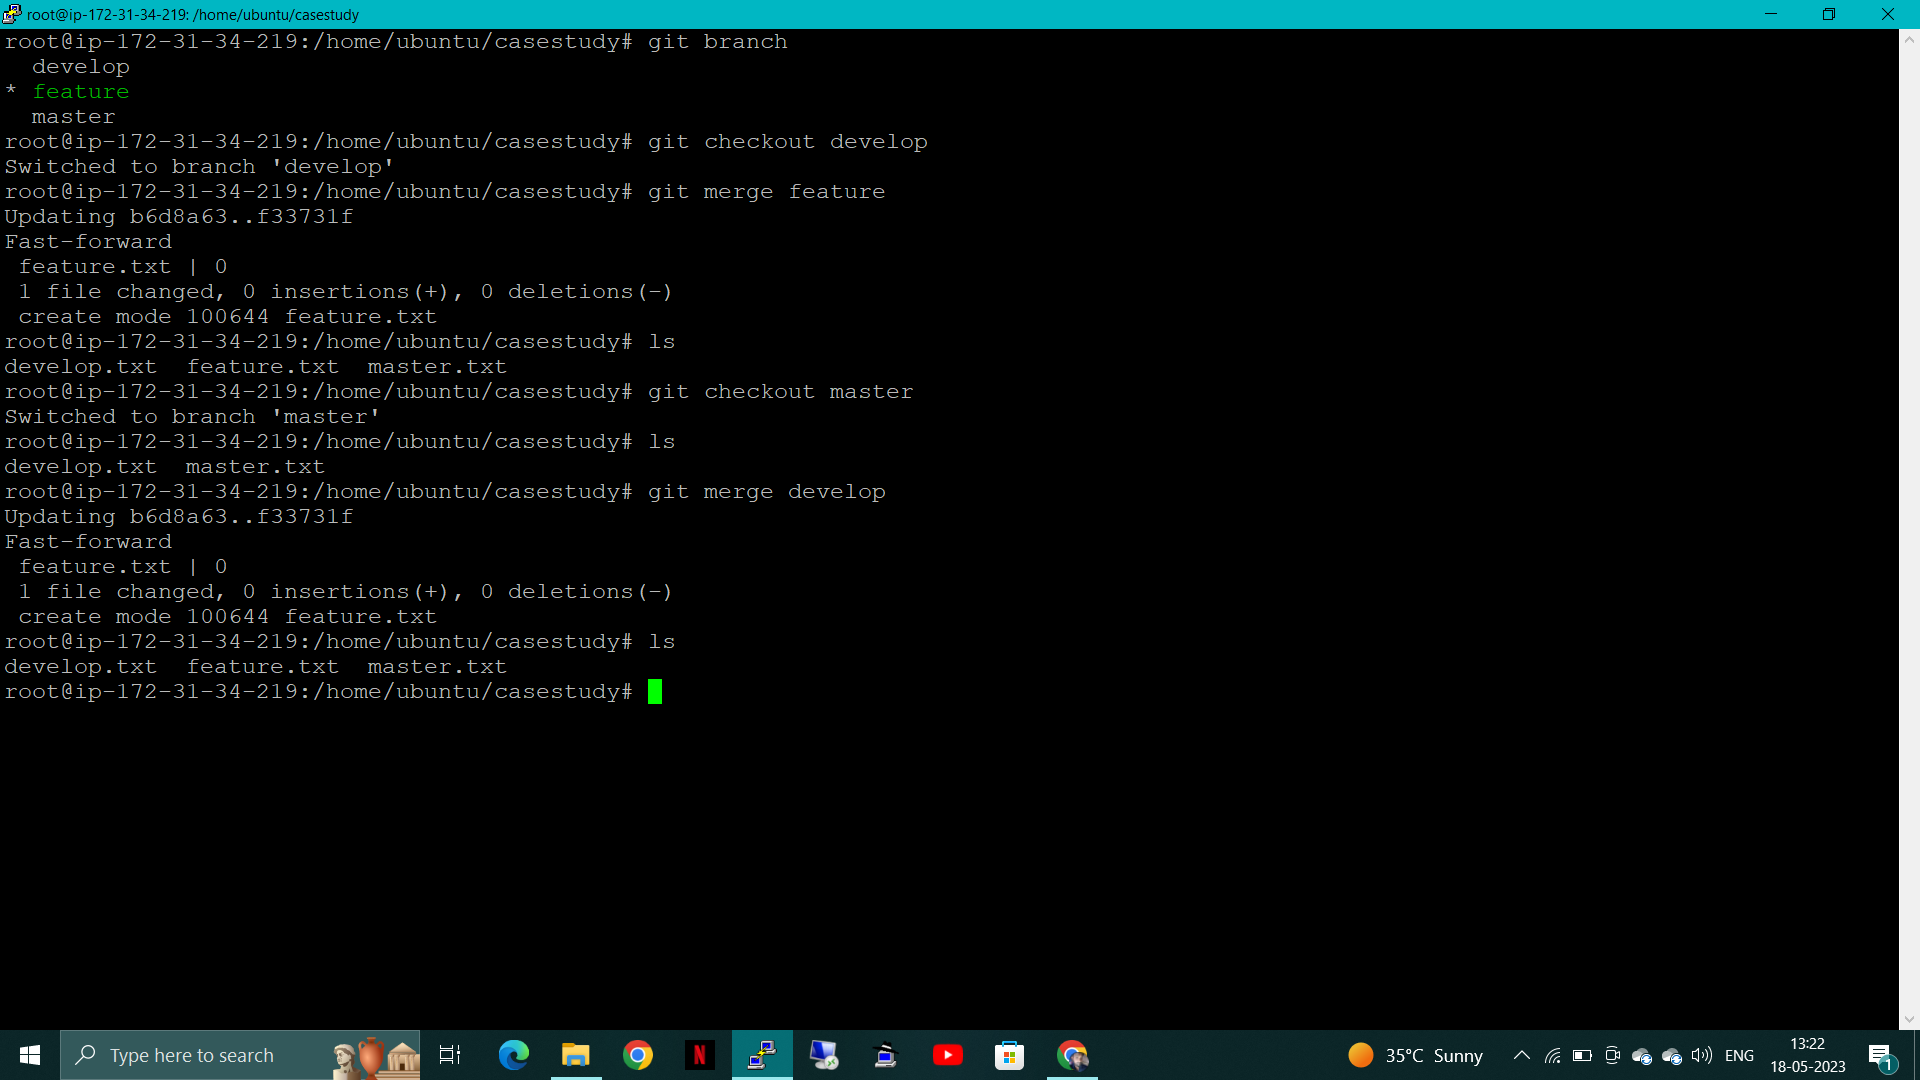 root@ip-172-31-34-219: /home/ubuntu/casestudy
root@ip-172-31-34-219:/home/ubuntu/casestudy# git branch
  develop
* feature
  master
root@ip-172-31-34-219:/home/ubuntu/casestudy# git checkout develop
Switched to branch 'develop'
root@ip-172-31-34-219:/home/ubuntu/casestudy# git merge feature
Updating b6d8a63..f33731f
Fast-forward
 feature.txt | 0
 1 file changed, 0 insertions(+), 0 deletions(-)
 create mode 100644 feature.txt
root@ip-172-31-34-219:/home/ubuntu/casestudy# ls
develop.txt  feature.txt  master.txt
root@ip-172-31-34-219:/home/ubuntu/casestudy# git checkout master
Switched to branch 'master'
root@ip-172-31-34-219:/home/ubuntu/casestudy# ls
develop.txt  master.txt
root@ip-172-31-34-219:/home/ubuntu/casestudy# git merge develop
Updating b6d8a63..f33731f
Fast-forward
 feature.txt | 0
 1 file changed, 0 insertions(+), 0 deletions(-)
 create mode 100644 feature.txt
root@ip-172-31-34-219:/home/ubuntu/casestudy# ls
develop.txt  feature.txt  master.txt
root@ip-172-31-34-219:/home/ubuntu/casestudy#
Type here to search
N
35°C Sunny
ENG
13:22
18-05-2023
1